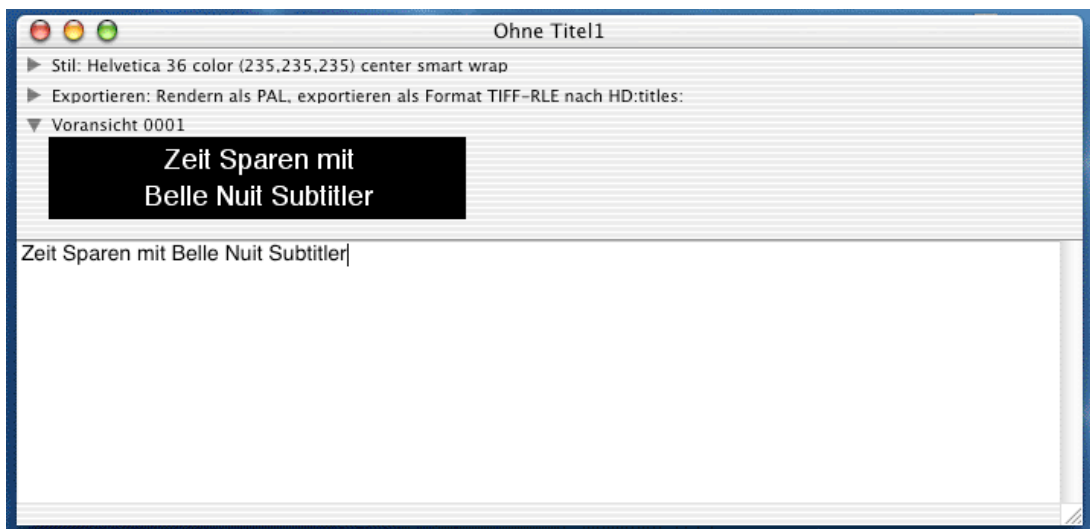 Ohne Titel1
Stil: Helvetica 36 color (235,235,235) center smart wrap
Exportieren: Rendern als PAL, exportieren als Format TIFF-RLE nach HD:titles:
Voransicht 0001
Zeit Sparen mit
Belle Nuit Subtitler
Zeit Sparen mit Belle Nuit Subtitler